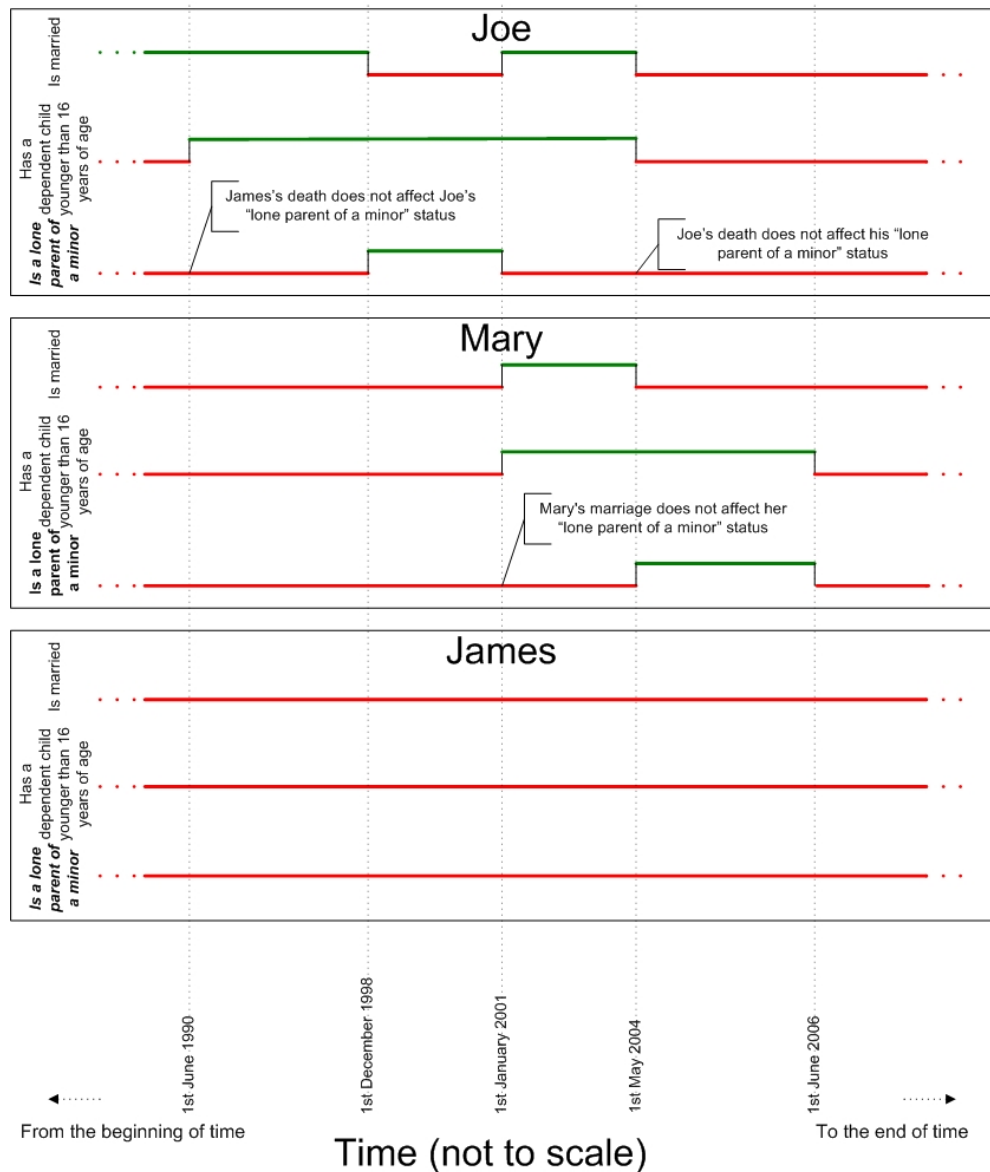 Joe
Is married
Has a
dependent child
younger than 16
years of age
Is a lone
parent of
a minor
James's death does not affect Joe's
“lone parent of a minor” status
Joe's death does not affect his “lone
parent of a minor” status
Mary
Is married
Has a
dependent child
younger than 16
years of age
Is a lone
parent of
a minor
Mary's marriage does not affect her
“lone parent of a minor” status
James
Is married
Has a
dependent child
younger than 16
years of age
Is a lone
parent of
a minor
1st June 1990
1st December 1998
1st January 2001
1st May 2004
1st June 2006
From the beginning of time
To the end of time
Time (not to scale)